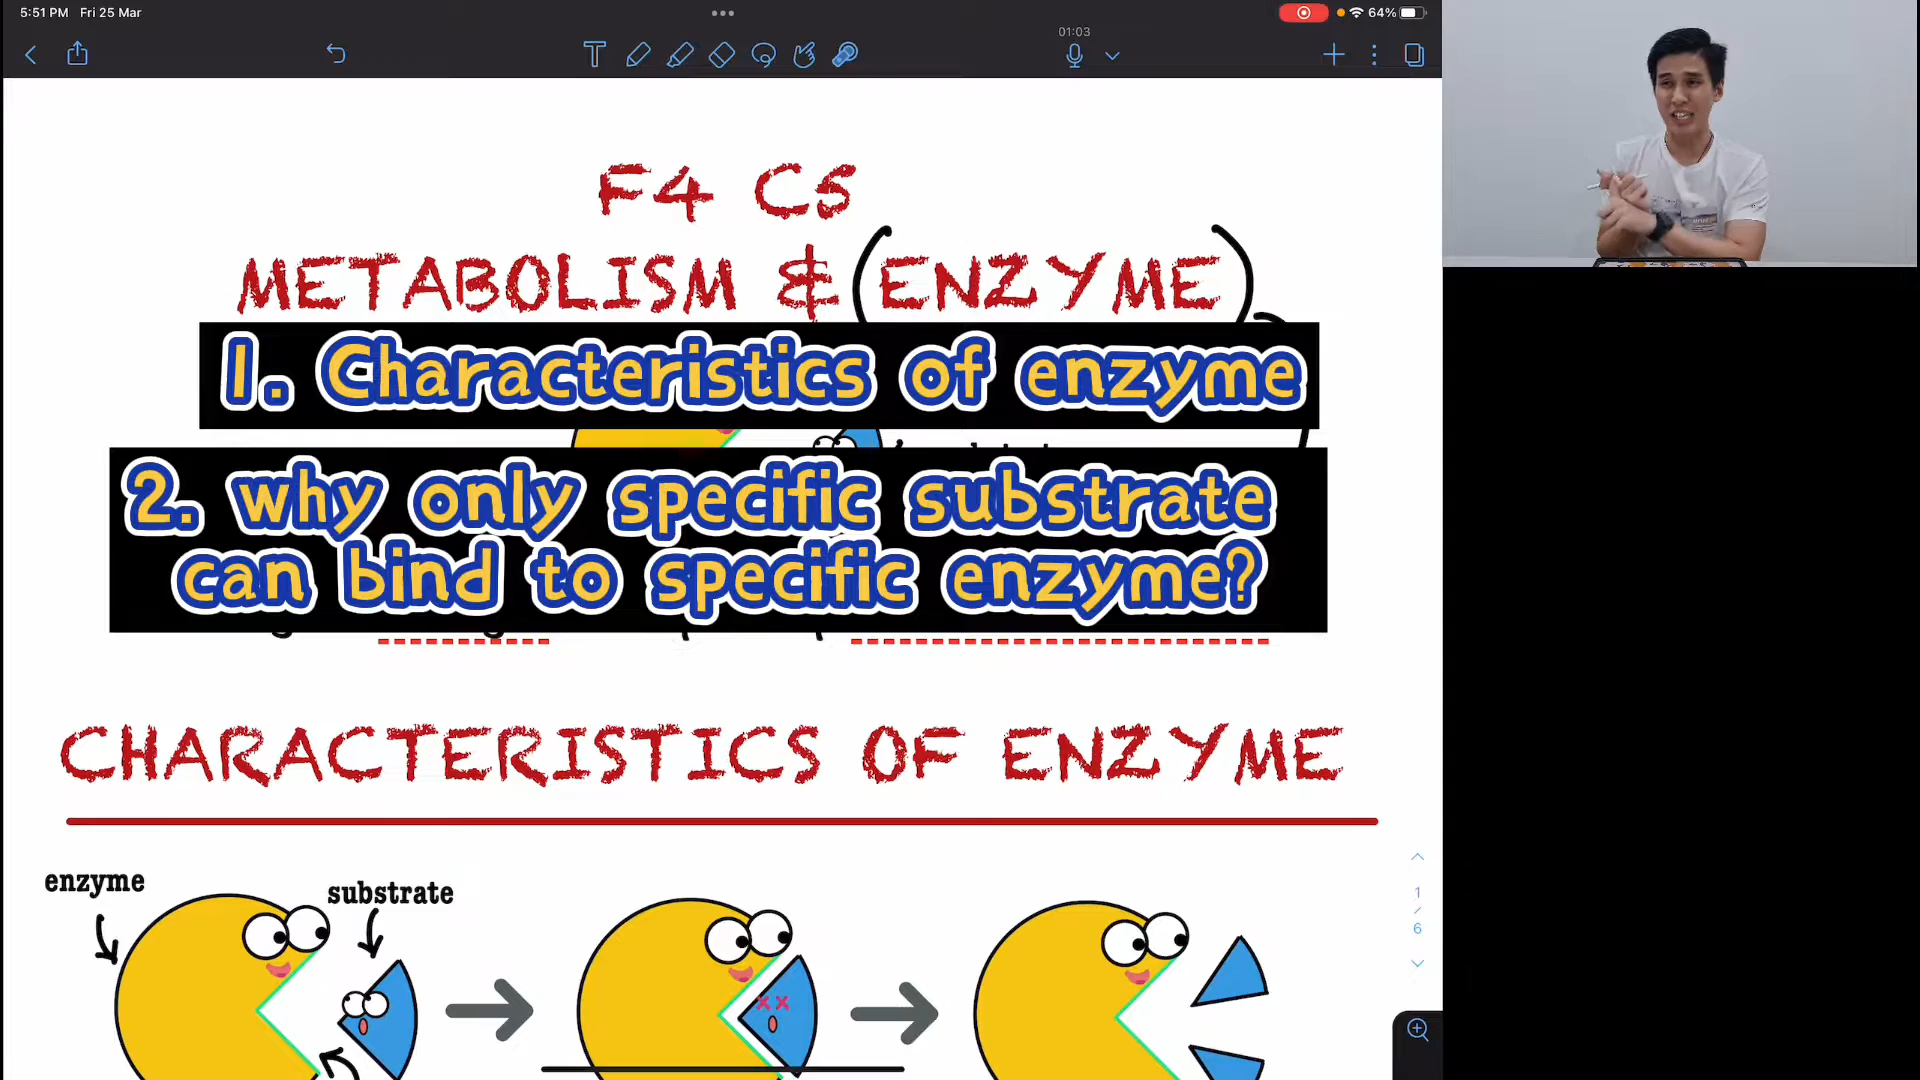 5:51 PM Fri 25 Mar
64%
01:03
F4 C5
METABOLISM & (ENZYME)
1. Characteristics of enzyme
2. why only specific substrate
can bind to specific enzyme?
CHARACTERISTICS OF ENZYME
enzyme
substrate
1
/
6